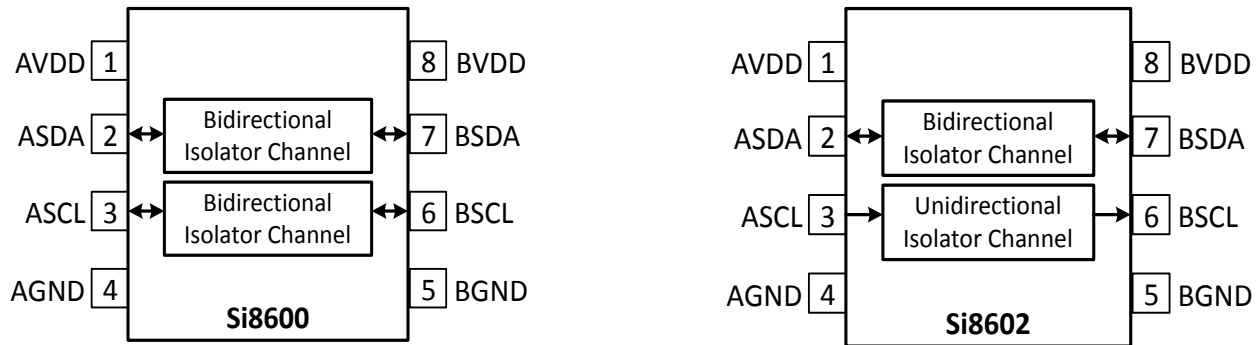 AVDD 1
8 BVDD
ASDA 2
Bidirectional
Isolator Channel
7 BSDA
ASCL 3
Bidirectional
Isolator Channel
6 BSCL
AGND 4
5 BGND
Si8600
AVDD 1
8 BVDD
ASDA 2
Bidirectional
Isolator Channel
7 BSDA
ASCL 3
Unidirectional
Isolator Channel
6 BSCL
AGND 4
5 BGND
Si8602